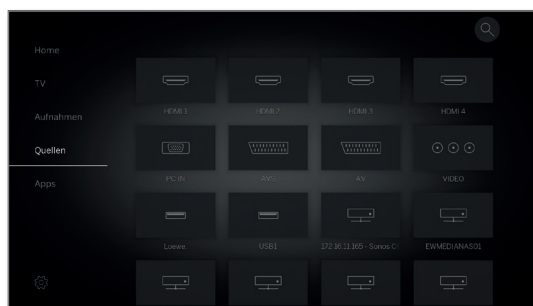 Home
TV
Aufnahmen
Quellen
Apps
HDMI 1
HDMI 2
HDMI 3
HDMI 4
PC IN
AVS
AV
VIDEO
Loewe
USB1
172.16.11.165 - Sonos C
EWMEDIANAS01